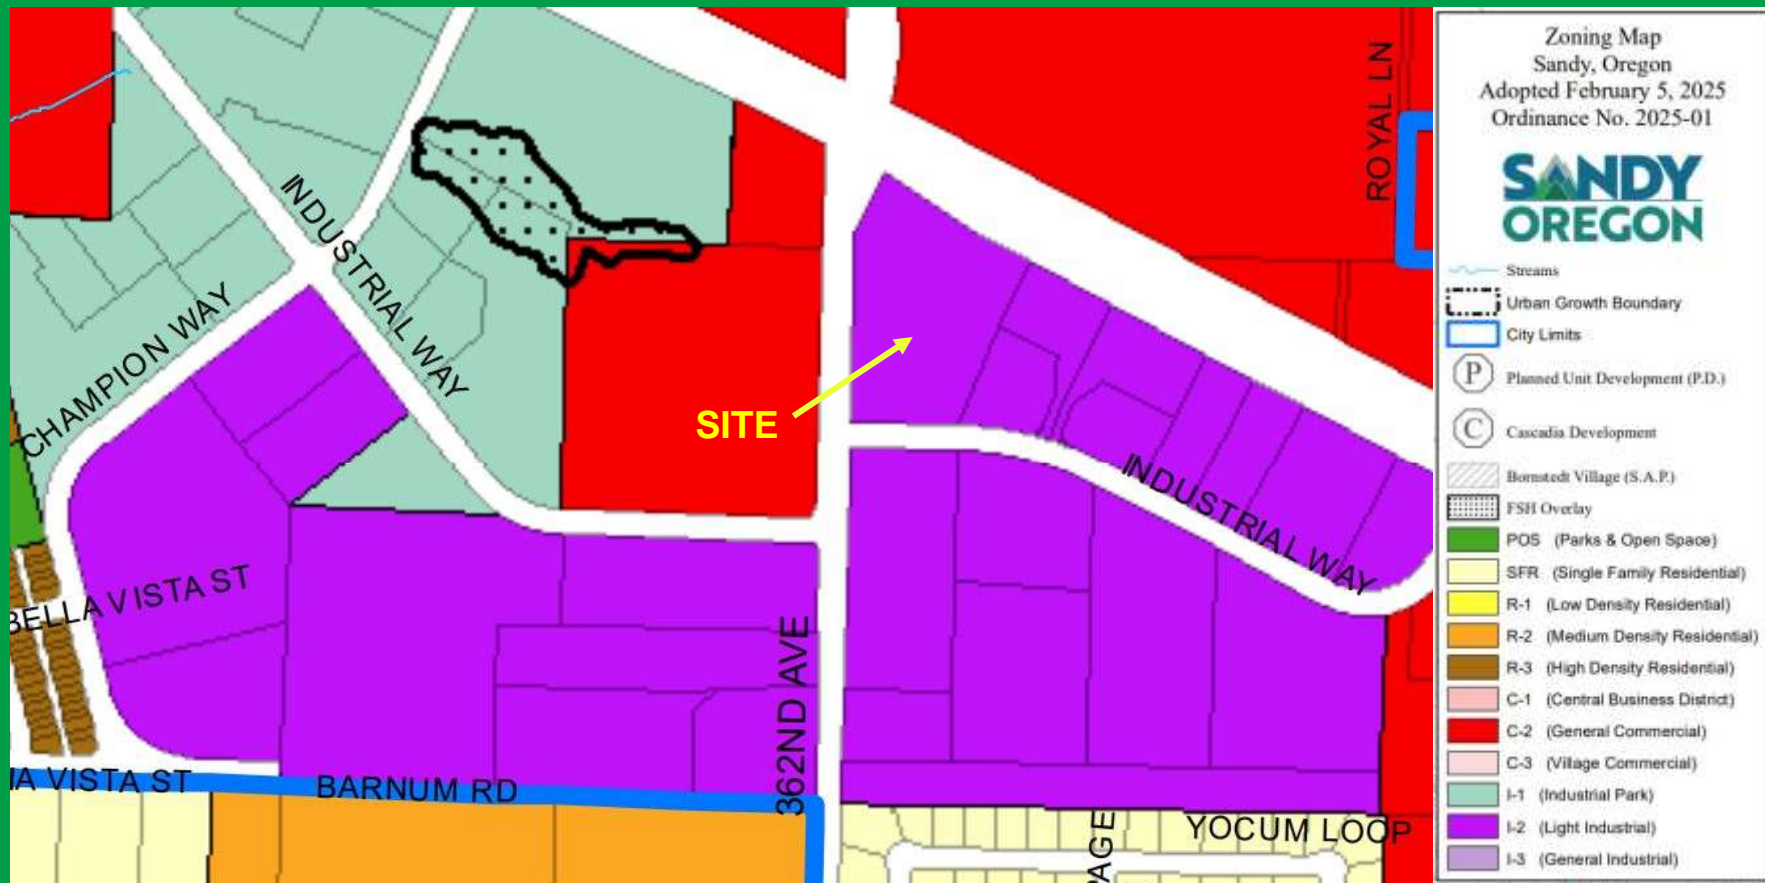 INDUSTRIAL WAY
CHAMPION WAY
SITE
INDUSTRIAL WAY
BELLA VISTA ST
362ND AVE
VISTA ST
BARNUM RD
YOCUM LOOP
PAGE
ROYAL LN
Zoning Map
Sandy, Oregon
Adopted February 5, 2025
Ordinance No. 2025-01
SANDY
OREGON
Streams
Urban Growth Boundary
City Limits
P Planned Unit Development (P.D.)
C Cascadia Development
Bornstedt Village (S.A.P.)
FSH Overlay
POS (Parks & Open Space)
SFR (Single Family Residential)
R-1 (Low Density Residential)
R-2 (Medium Density Residential)
R-3 (High Density Residential)
C-1 (Central Business District)
C-2 (General Commercial)
C-3 (Village Commercial)
I-1 (Industrial Park)
I-2 (Light Industrial)
I-3 (General Industrial)